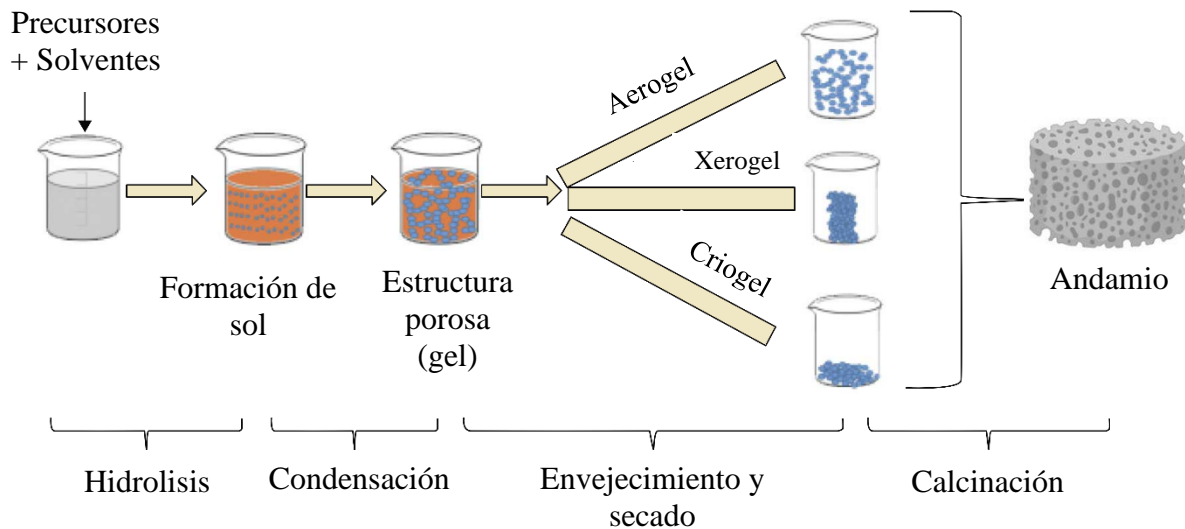 Precursores
+ Solventes
Aerogel
Xerogel
Criogel
Formación de
sol
Estructura
porosa
(gel)
Andamio
Hidrolisis
Condensación
Envejecimiento y
secado
Calcinación